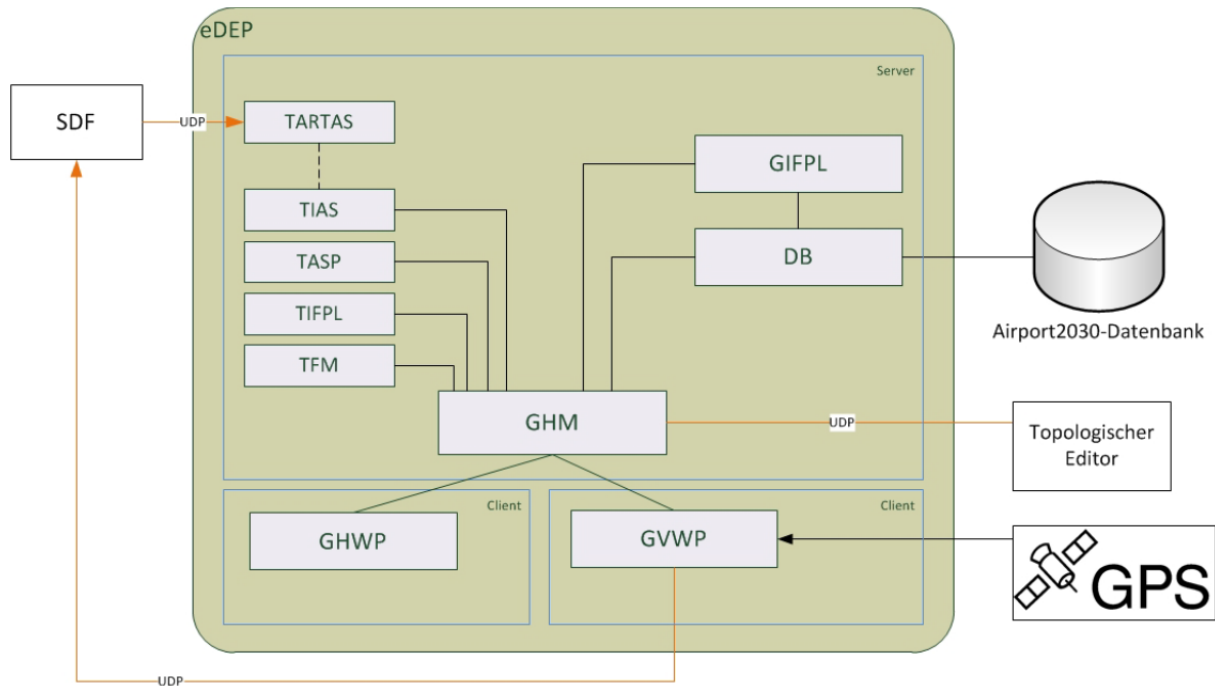 eDEP
Server
SDF
UDP
TARTAS
GIFPL
TIAS
TASP
DB
TIFPL
Airport2030-Datenbank
TFM
GHM
UDP
Topologischer
Editor
Client
Client
GHWP
GVWP
GPS
UDP